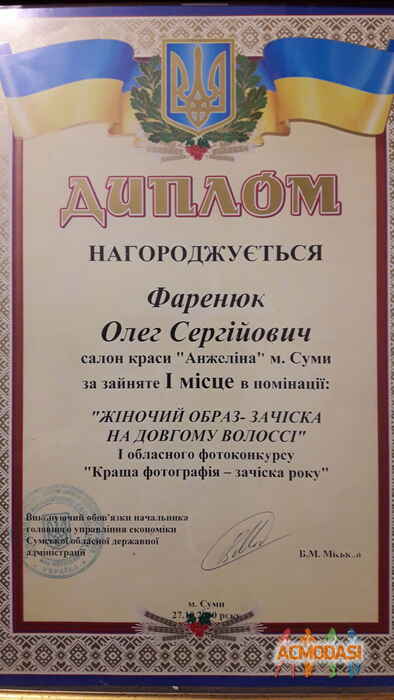 ДИПЛОМ
НАГОРОДЖУЄТЬСЯ
Фаренюк
Олег Сергійович
салон краси "Анжеліна" м. Суми
за зайняте I місце в номінації:
"ЖІНОЧИЙ ОБРАЗ- ЗАЧІСКА
НА ДОВГОМУ ВОЛОССІ"
I обласного фотоконкурсу
"Краща фотографія – зачіска року"
Виконуючий обов'язки начальника
головного управління економіки
Сумської обласної державної
адміністрації
Б.М.
м. Суми
року
ACMODASI